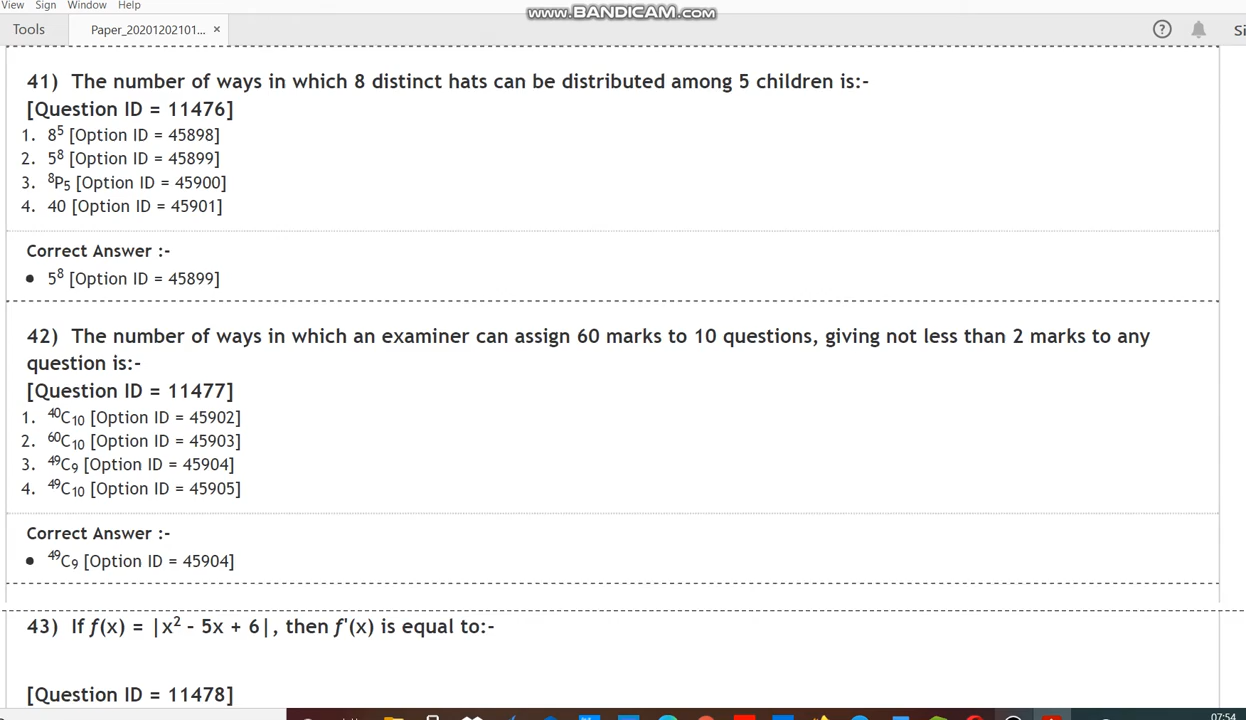 View Sign Window Help
www.BANDICAM.com
Tools Paper_20201202101... × ? Si
41) The number of ways in which 8 distinct hats can be distributed among 5 children is:-
[Question ID = 11476]
1. 8⁵ [Option ID = 45898]
2. 5⁸ [Option ID = 45899]
3. ⁸P₅ [Option ID = 45900]
4. 40 [Option ID = 45901]
Correct Answer :-
• 5⁸ [Option ID = 45899]
42) The number of ways in which an examiner can assign 60 marks to 10 questions, giving not less than 2 marks to any
question is:-
[Question ID = 11477]
1. ⁴⁰C₁₀ [Option ID = 45902]
2. ⁶⁰C₁₀ [Option ID = 45903]
3. ⁴⁹C₉ [Option ID = 45904]
4. ⁴⁹C₁₀ [Option ID = 45905]
Correct Answer :-
• ⁴⁹C₉ [Option ID = 45904]
43) If f(x) = |x² - 5x + 6|, then f'(x) is equal to:-
[Question ID = 11478]
07:54